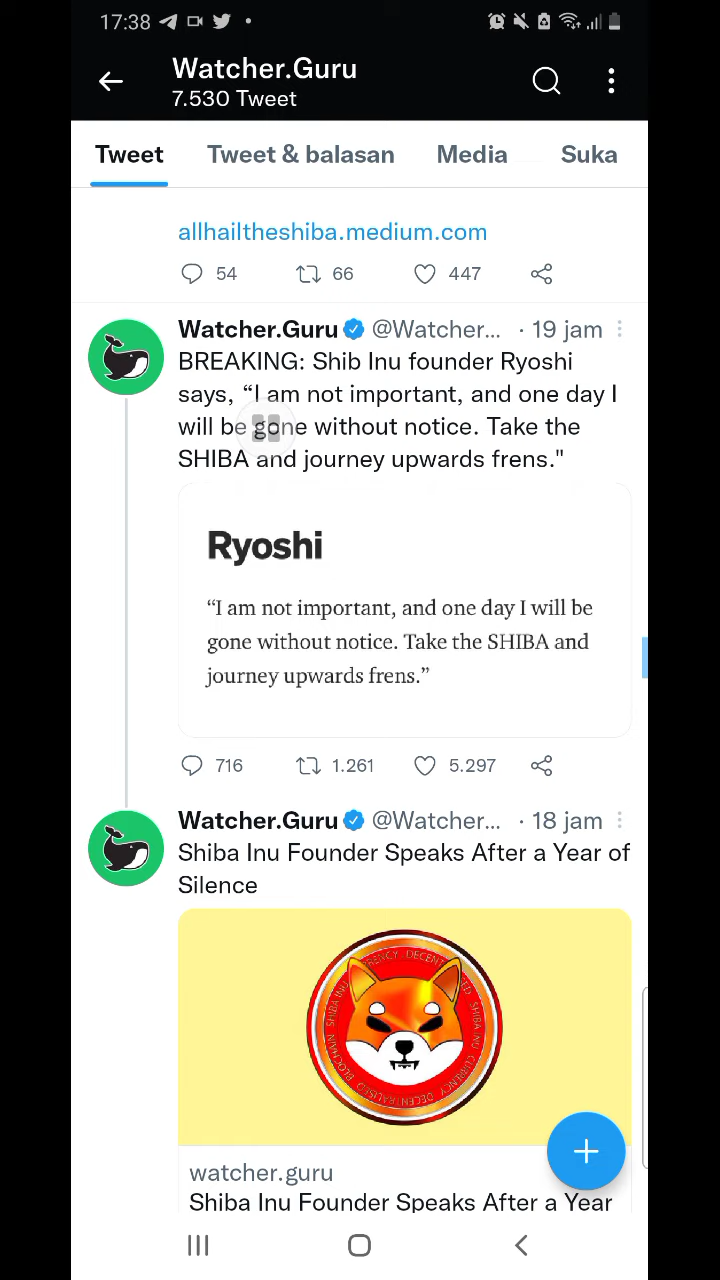 17:38
Watcher.Guru
7.530 Tweet
Tweet Tweet & balasan Media Suka
allhailtheshiba.medium.com
54 66 447
Watcher.Guru @Watcher... · 19 jam
BREAKING: Shib Inu founder Ryoshi
says, “I am not important, and one day I
will be gone without notice. Take the
SHIBA and journey upwards frens."
Ryoshi
“I am not important, and one day I will be
gone without notice. Take the SHIBA and
journey upwards frens.”
716 1.261 5.297
Watcher.Guru @Watcher... · 18 jam
Shiba Inu Founder Speaks After a Year of
Silence
watcher.guru
Shiba Inu Founder Speaks After a Year